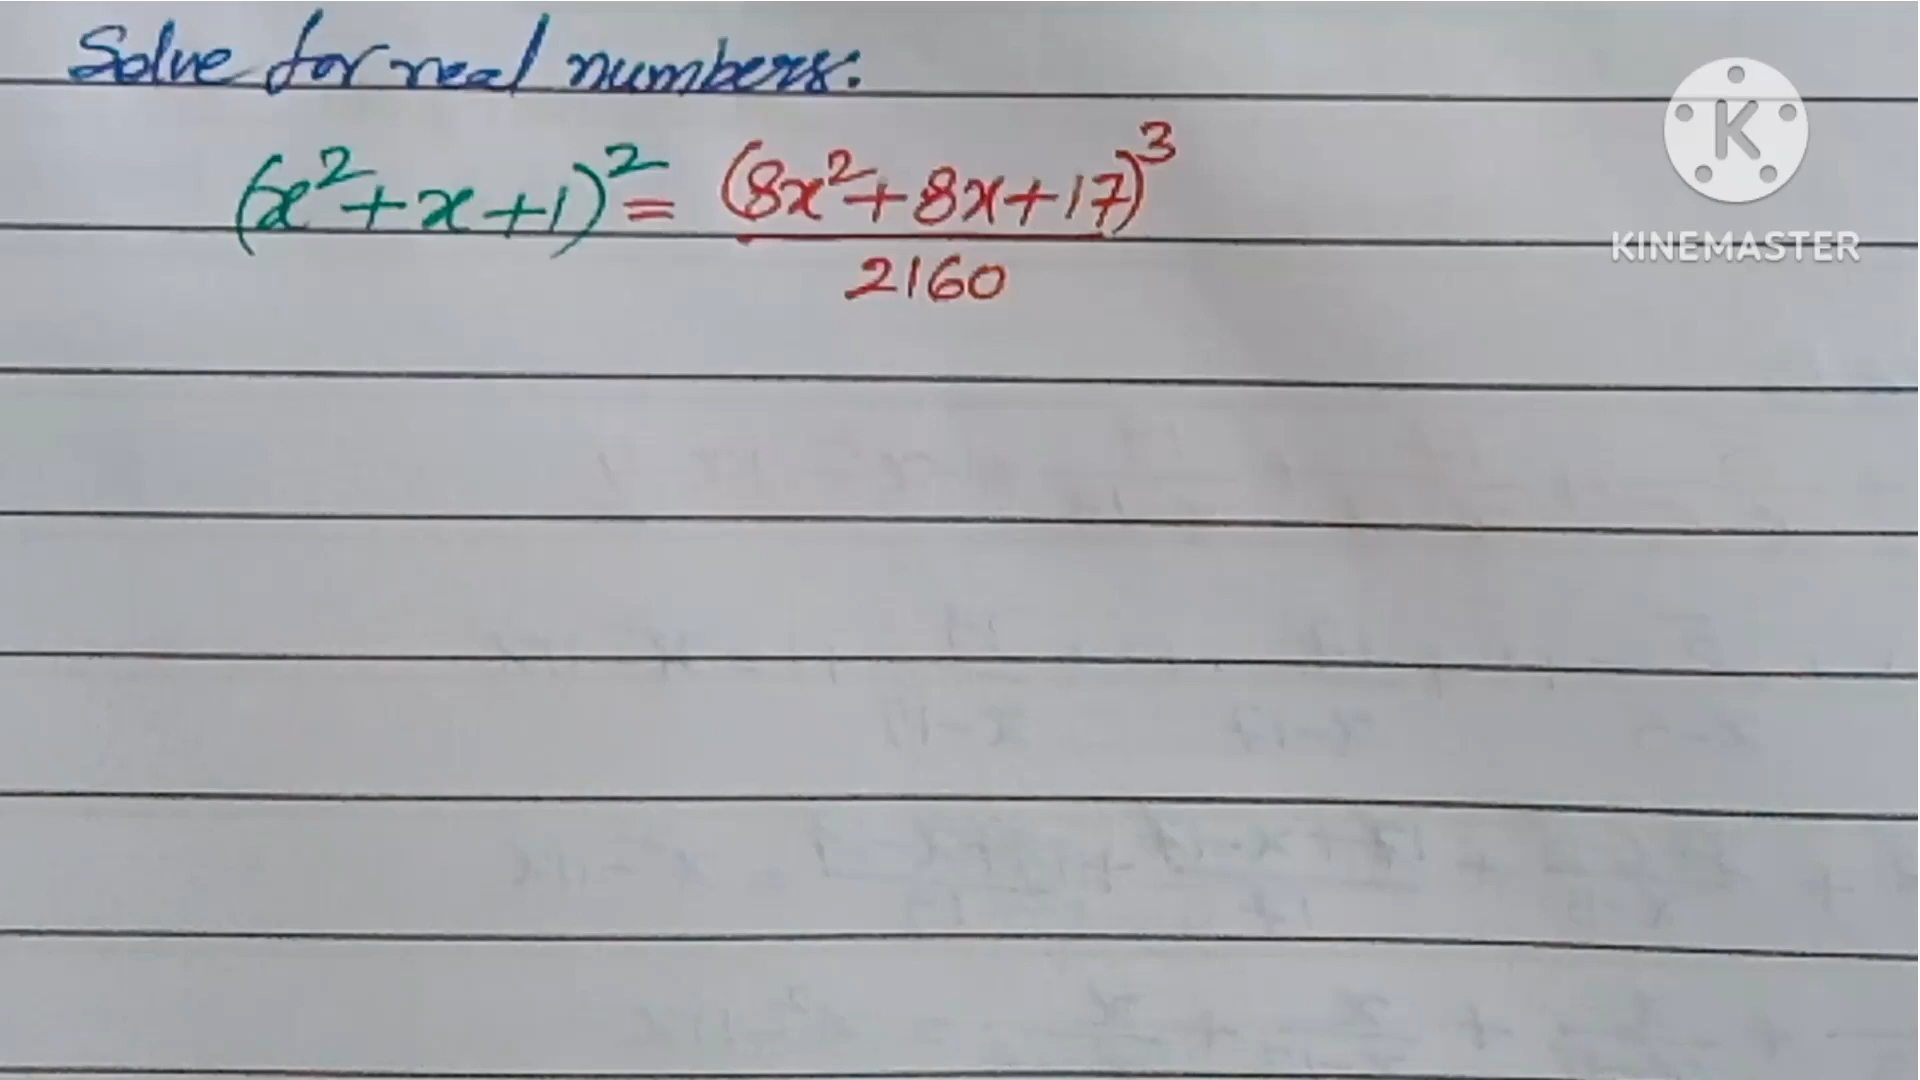 Solve for real numbers:
(x²+x+1)² = (8x²+8x+17)³
2160
K
KINEMASTER